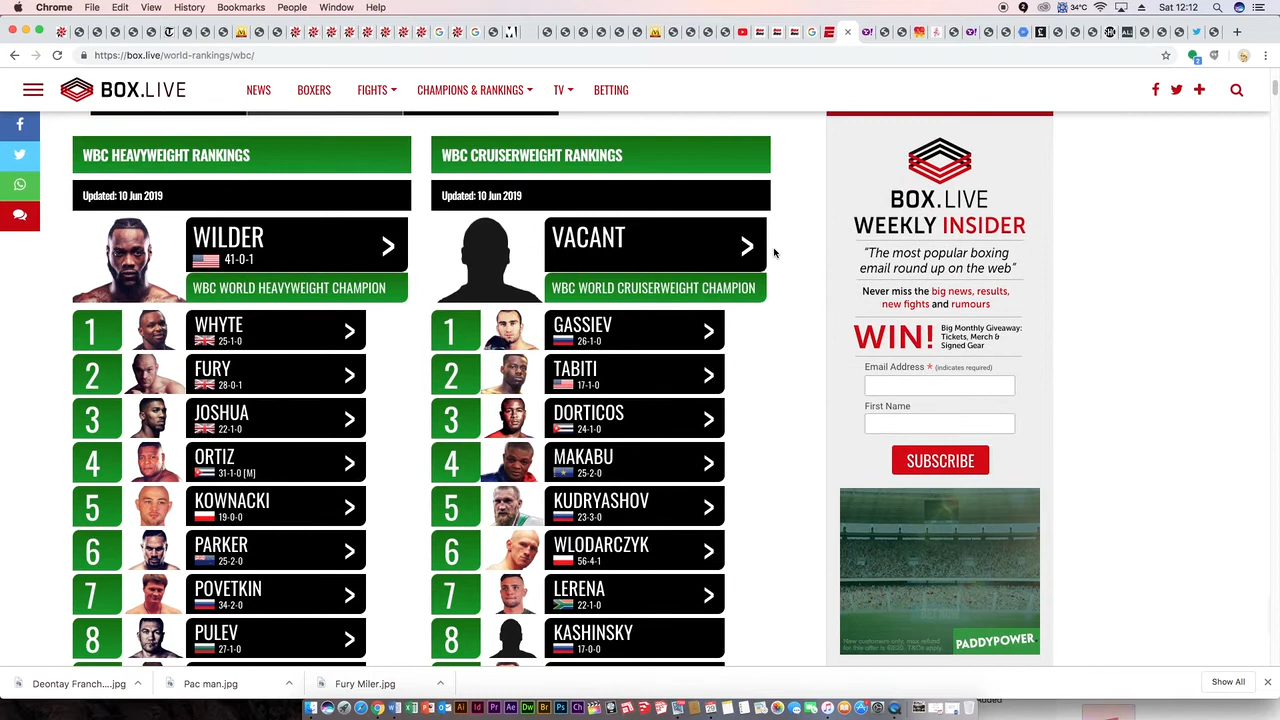 Chrome File Edit View History Bookmarks People Window Help
34°C Sat 12:12
https://box.live/world-rankings/wbc/
BOX.LIVE NEWS BOXERS FIGHTS CHAMPIONS & RANKINGS TV BETTING
WBC HEAVYWEIGHT RANKINGS
Updated: 10 Jun 2019
WILDER
41-0-1
WBC WORLD HEAVYWEIGHT CHAMPION
1 WHYTE
25-1-0
2 FURY
28-0-1
3 JOSHUA
22-1-0
4 ORTIZ
31-1-0 [M]
5 KOWNACKI
19-0-0
6 PARKER
25-2-0
7 POVETKIN
34-2-0
8 PULEV
27-1-0
WBC CRUISERWEIGHT RANKINGS
Updated: 10 Jun 2019
VACANT
WBC WORLD CRUISERWEIGHT CHAMPION
1 GASSIEV
26-1-0
2 TABITI
17-1-0
3 DORTICOS
24-1-0
4 MAKABU
25-2-0
5 KUDRYASHOV
23-3-0
6 WLODARCZYK
56-4-1
7 LERENA
22-1-0
8 KASHINSKY
17-0-0
BOX.LIVE
WEEKLY INSIDER
“The most popular boxing
email round up on the web”
Never miss the big news, results,
new fights and rumours
WIN! Big Monthly Giveaway:
Tickets, Merch &
Signed Gear
Email Address * (indicates required)
First Name
SUBSCRIBE
PADDYPOWER
Deontay Franch....jpg Pac man.jpg Fury Miler.jpg Show All